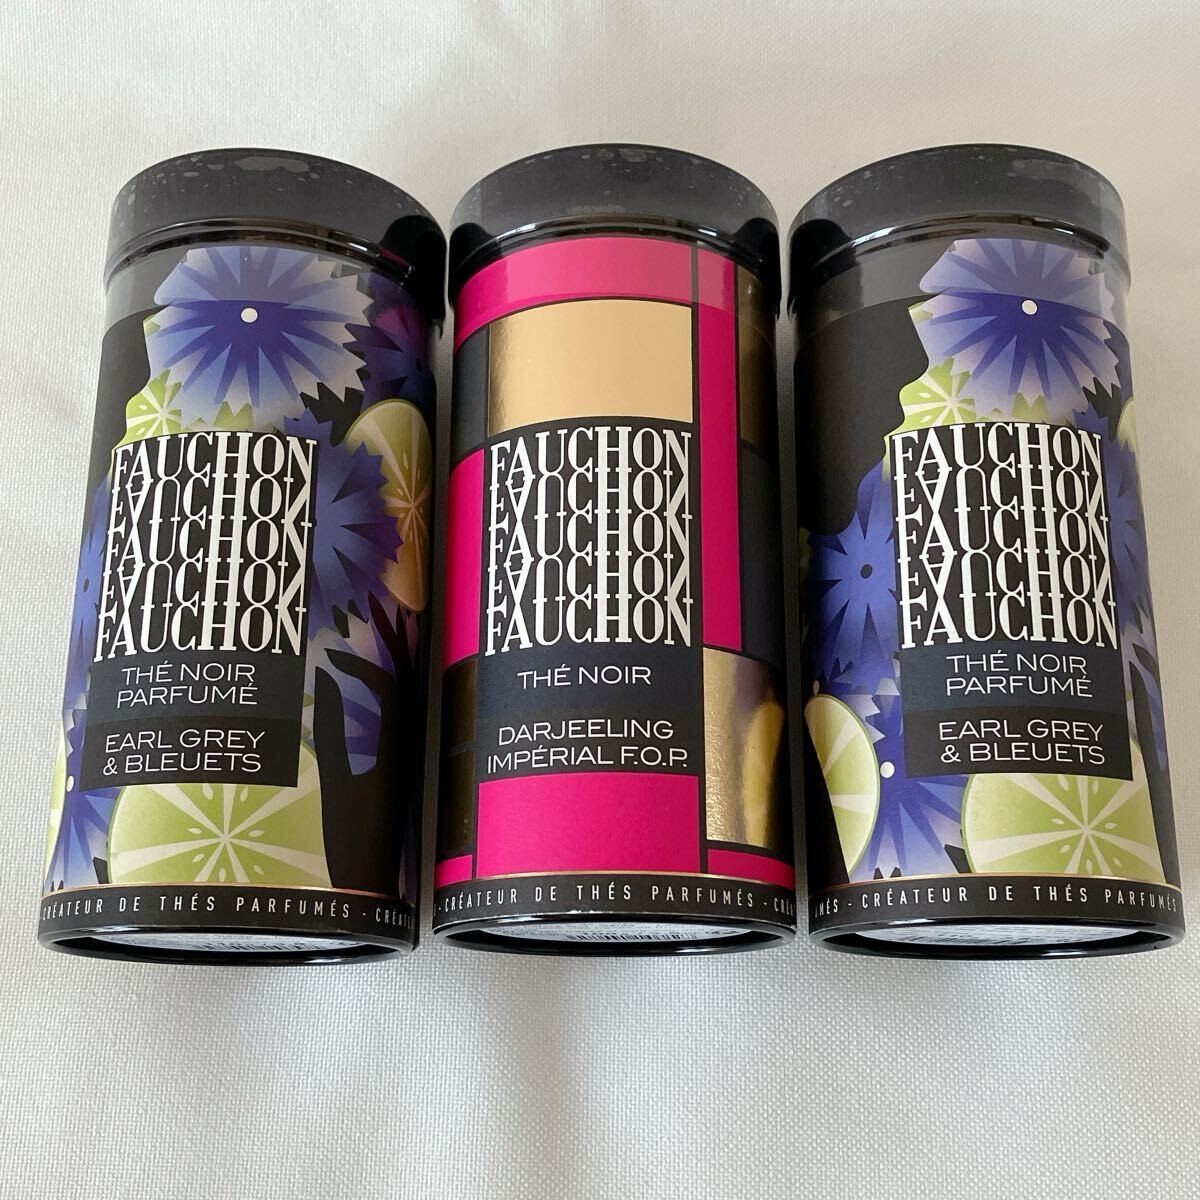 FAUCHON
FAUCHON
FAUCHON
FAUCHON
FAUCHON
THÉ NOIR
PARFUMÉ
EARL GREY
& BLEUETS
-CRÉATEUR DE THÉS PARFUMÉS-CRÉATE
FAUCHON
FAUCHON
FAUCHON
FAUCHON
FAUCHON
THÉ NOIR
DARJEELING
IMPÉRIAL F.O.P.
-CRÉATEUR DE THÉS PARFUMÉS-CRÉA
FAUCHON
FAUCHON
FAUCHON
FAUCHON
FAUCHON
THÉ NOIR
PARFUMÉ
EARL GREY
& BLEUETS
UMÉS-CRÉATEUR DE THÉS PARFUMÉS